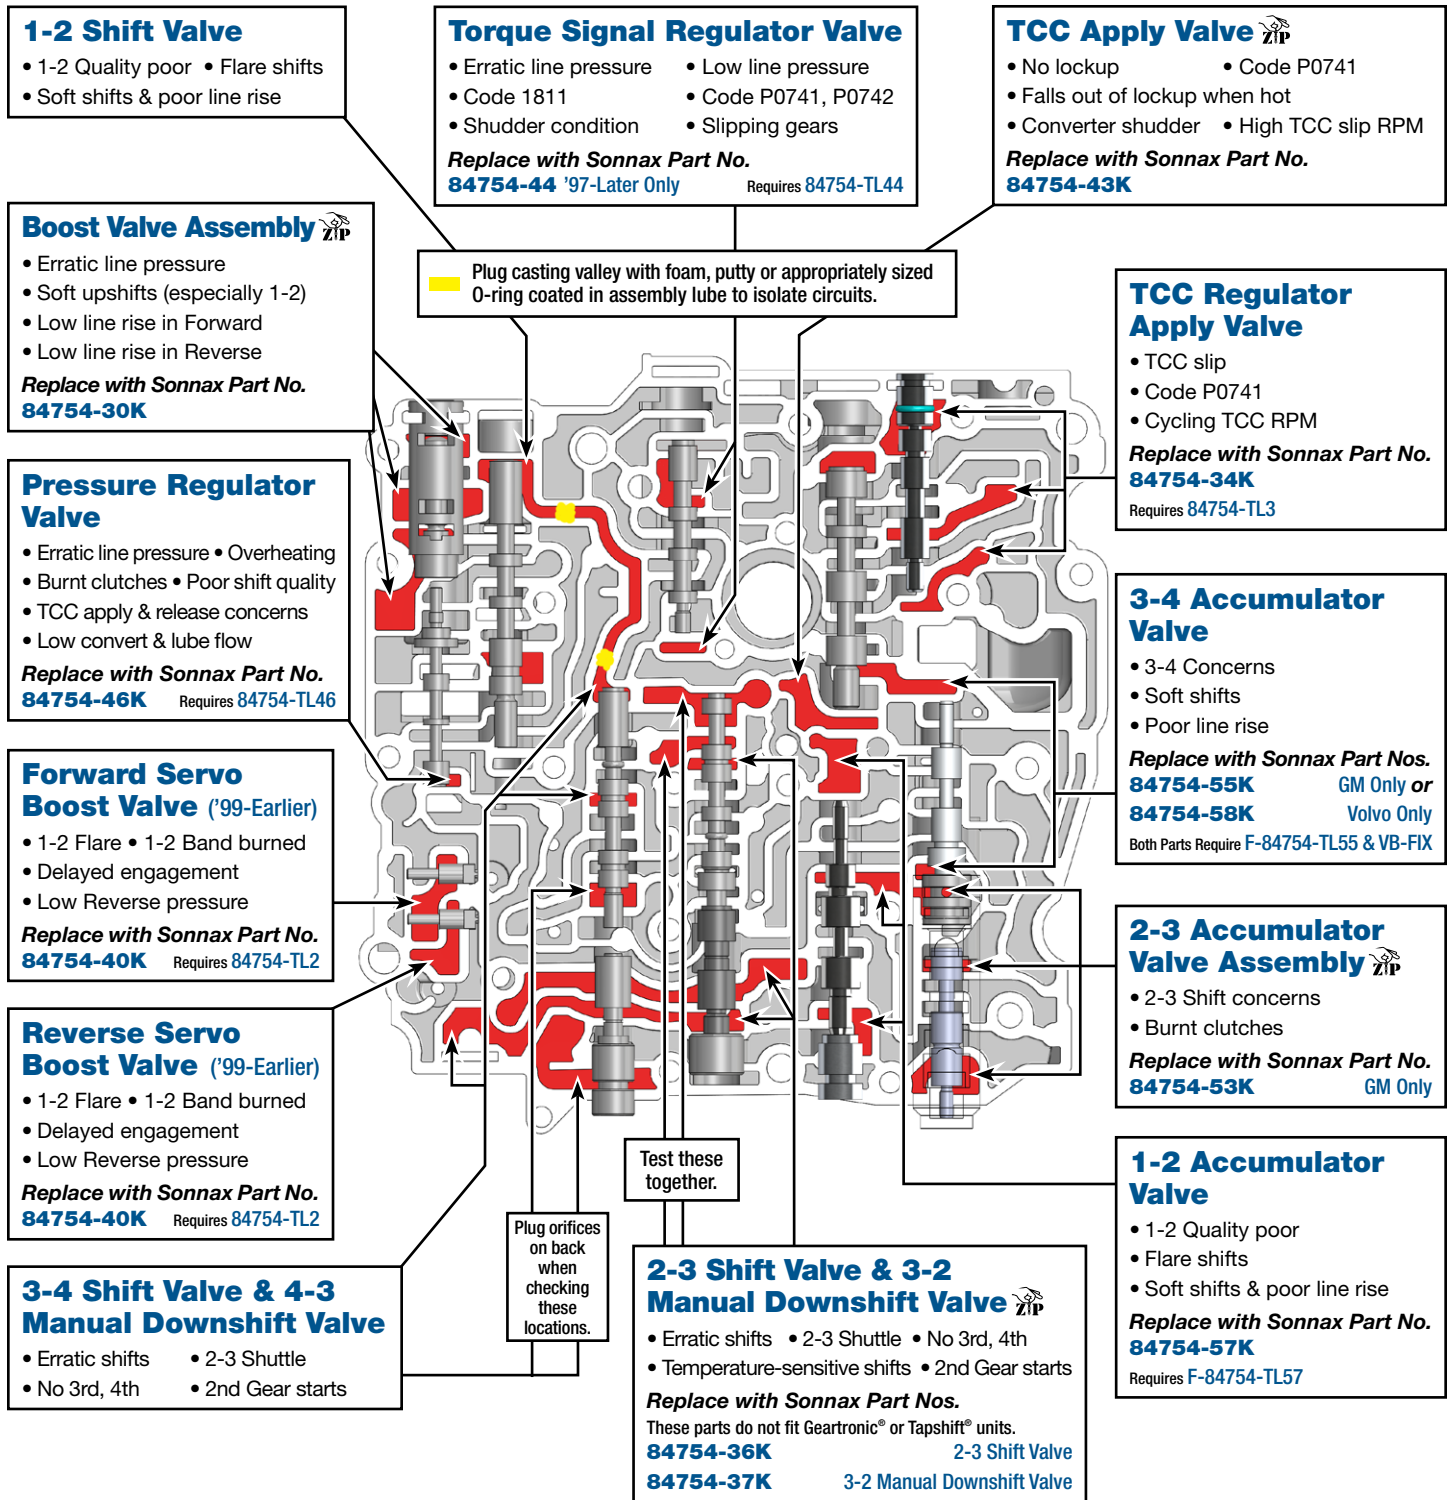 1-2 Shift Valve
• 1-2 Quality poor • Flare shifts
• Soft shifts & poor line rise
Torque Signal Regulator Valve
• Erratic line pressure • Low line pressure
• Code 1811 • Code P0741, P0742
• Shudder condition • Slipping gears
Replace with Sonnax Part No.
84754-44 '97-Later Only Requires 84754-TL44
TCC Apply Valve ZIP
• No lockup • Code P0741
• Falls out of lockup when hot
• Converter shudder • High TCC slip RPM
Replace with Sonnax Part No.
84754-43K
Boost Valve Assembly ZIP
• Erratic line pressure
• Soft upshifts (especially 1-2)
• Low line rise in Forward
• Low line rise in Reverse
Replace with Sonnax Part No.
84754-30K
Plug casting valley with foam, putty or appropriately sized
O-ring coated in assembly lube to isolate circuits.
TCC Regulator
Apply Valve
• TCC slip
• Code P0741
• Cycling TCC RPM
Replace with Sonnax Part No.
84754-34K
Requires 84754-TL3
Pressure Regulator
Valve
• Erratic line pressure • Overheating
• Burnt clutches • Poor shift quality
• TCC apply & release concerns
• Low convert & lube flow
Replace with Sonnax Part No.
84754-46K Requires 84754-TL46
3-4 Accumulator
Valve
• 3-4 Concerns
• Soft shifts
• Poor line rise
Replace with Sonnax Part Nos.
84754-55K GM Only or
84754-58K Volvo Only
Both Parts Require F-84754-TL55 & VB-FIX
Forward Servo
Boost Valve ('99-Earlier)
• 1-2 Flare • 1-2 Band burned
• Delayed engagement
• Low Reverse pressure
Replace with Sonnax Part No.
84754-40K Requires 84754-TL2
2-3 Accumulator
Valve Assembly ZIP
• 2-3 Shift concerns
• Burnt clutches
Replace with Sonnax Part No.
84754-53K GM Only
Reverse Servo
Boost Valve ('99-Earlier)
• 1-2 Flare • 1-2 Band burned
• Delayed engagement
• Low Reverse pressure
Replace with Sonnax Part No.
84754-40K Requires 84754-TL2
Test these
together.
1-2 Accumulator
Valve
• 1-2 Quality poor
• Flare shifts
• Soft shifts & poor line rise
Replace with Sonnax Part No.
84754-57K
Requires F-84754-TL57
Plug orifices
on back
when
checking
these
locations.
3-4 Shift Valve & 4-3
Manual Downshift Valve
• Erratic shifts • 2-3 Shuttle
• No 3rd, 4th • 2nd Gear starts
2-3 Shift Valve & 3-2
Manual Downshift Valve ZIP
• Erratic shifts • 2-3 Shuttle • No 3rd, 4th
• Temperature-sensitive shifts • 2nd Gear starts
Replace with Sonnax Part Nos.
These parts do not fit Geartronic® or Tapshift® units.
84754-36K 2-3 Shift Valve
84754-37K 3-2 Manual Downshift Valve